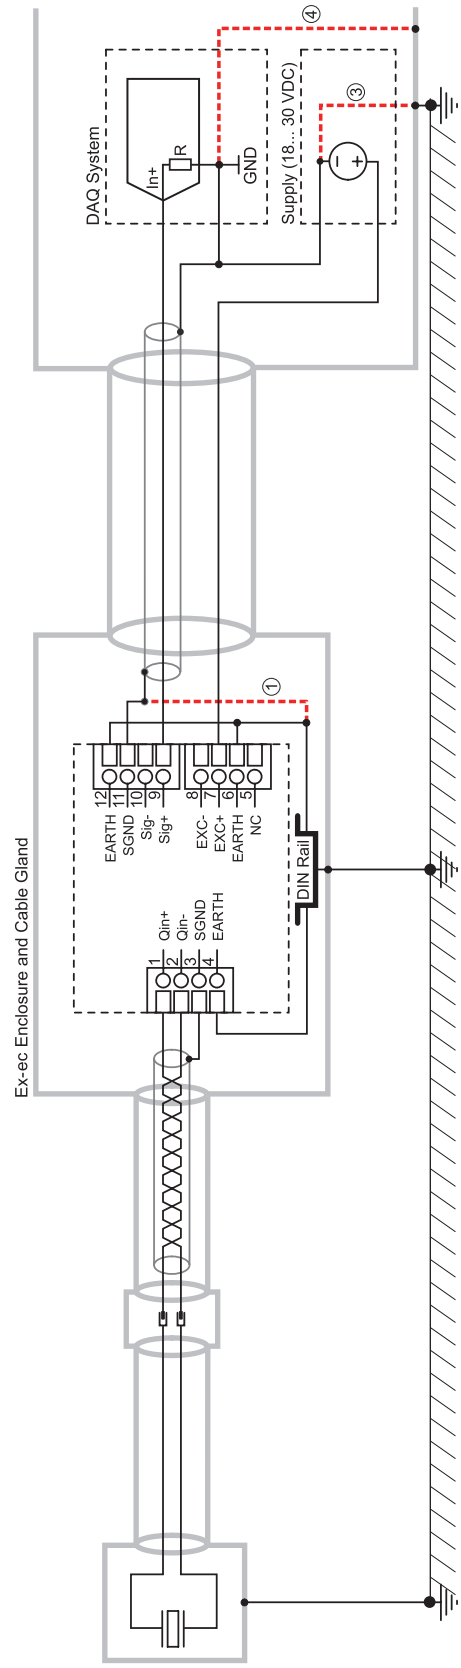 Ex-ec Enclosure and Cable Gland
1
Qin+
2
Qin-
3
SGND
4
EARTH
12
EARTH
11
SGND
10
Sig-
9
Sig+
8
EXC-
7
EXC+
6
EARTH
5
NC
DIN Rail
①
DAQ System
In+
R
GND
Supply (18... 30 VDC)
− +
③
④